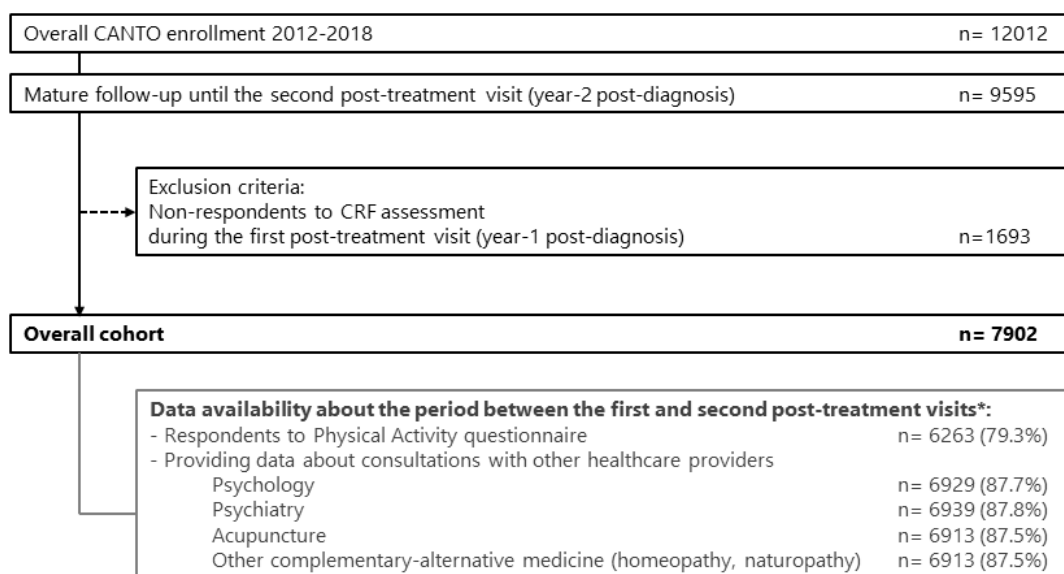 Overall CANTO enrollment 2012-2018 n= 12012
Mature follow-up until the second post-treatment visit (year-2 post-diagnosis) n= 9595
Exclusion criteria:
Non-respondents to CRF assessment
during the first post-treatment visit (year-1 post-diagnosis) n=1693
Overall cohort n= 7902
Data availability about the period between the first and second post-treatment visits*:
- Respondents to Physical Activity questionnaire n= 6263 (79.3%)
- Providing data about consultations with other healthcare providers
Psychology n= 6929 (87.7%)
Psychiatry n= 6939 (87.8%)
Acupuncture n= 6913 (87.5%)
Other complementary-alternative medicine (homeopathy, naturopathy) n= 6913 (87.5%)